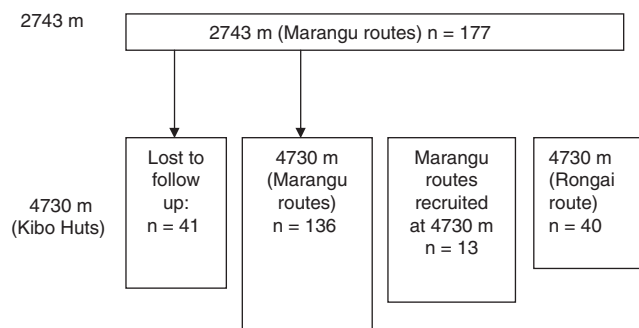 2743 m
2743 m (Marangu routes) n = 177
4730 m
(Kibo Huts)
Lost to
follow
up:
n = 41
4730 m
(Marangu
routes)
n = 136
Marangu
routes
recruited
at 4730 m
n = 13
4730 m
(Rongai
route)
n = 40